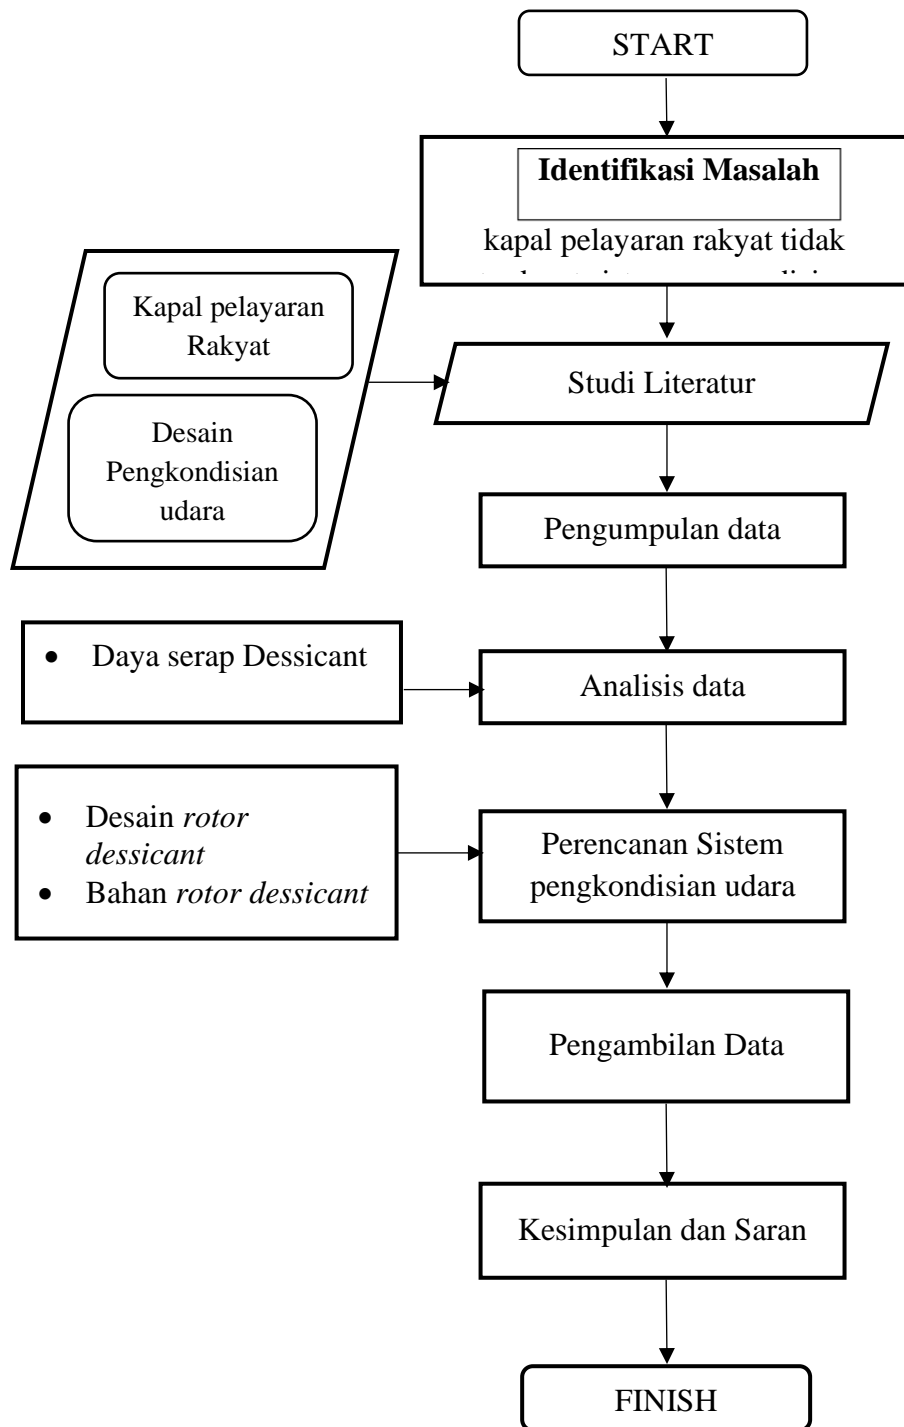 START
Identifikasi Masalah
kapal pelayaran rakyat tidak
Kapal pelayaran
Rakyat
Desain
Pengkondisian
udara
Studi Literatur
Pengumpulan data
• Daya serap Dessicant
Analisis data
• Desain rotor
dessicant
• Bahan rotor dessicant
Perencanan Sistem
pengkondisian udara
Pengambilan Data
Kesimpulan dan Saran
FINISH